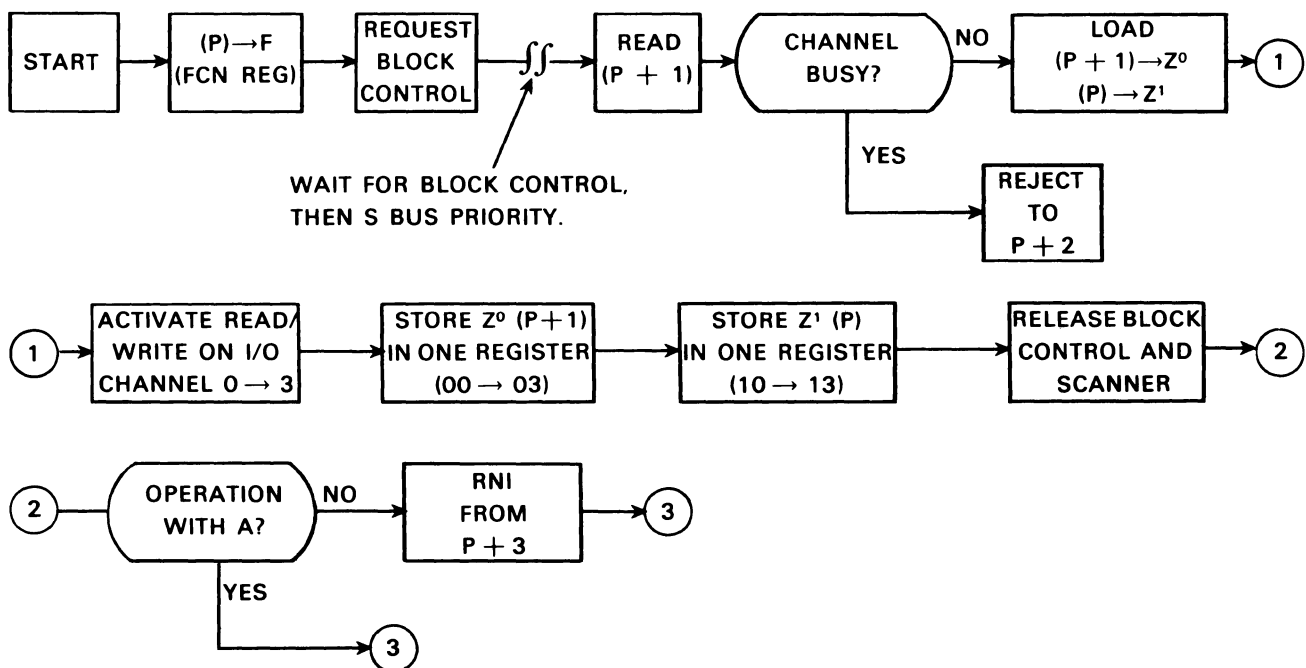 START
(P)→F
(FCN REG)
REQUEST
BLOCK
CONTROL
WAIT FOR BLOCK CONTROL,
THEN S BUS PRIORITY.
READ
(P + 1)
CHANNEL
BUSY?
NO
YES
REJECT
TO
P + 2
LOAD
(P + 1)→Z⁰
(P) → Z¹
1
1
ACTIVATE READ/
WRITE ON I/O
CHANNEL 0 → 3
STORE Z⁰ (P+1)
IN ONE REGISTER
(00 → 03)
STORE Z¹ (P)
IN ONE REGISTER
(10 → 13)
RELEASE BLOCK
CONTROL AND
SCANNER
2
2
OPERATION
WITH A?
NO
RNI
FROM
P + 3
3
YES
3